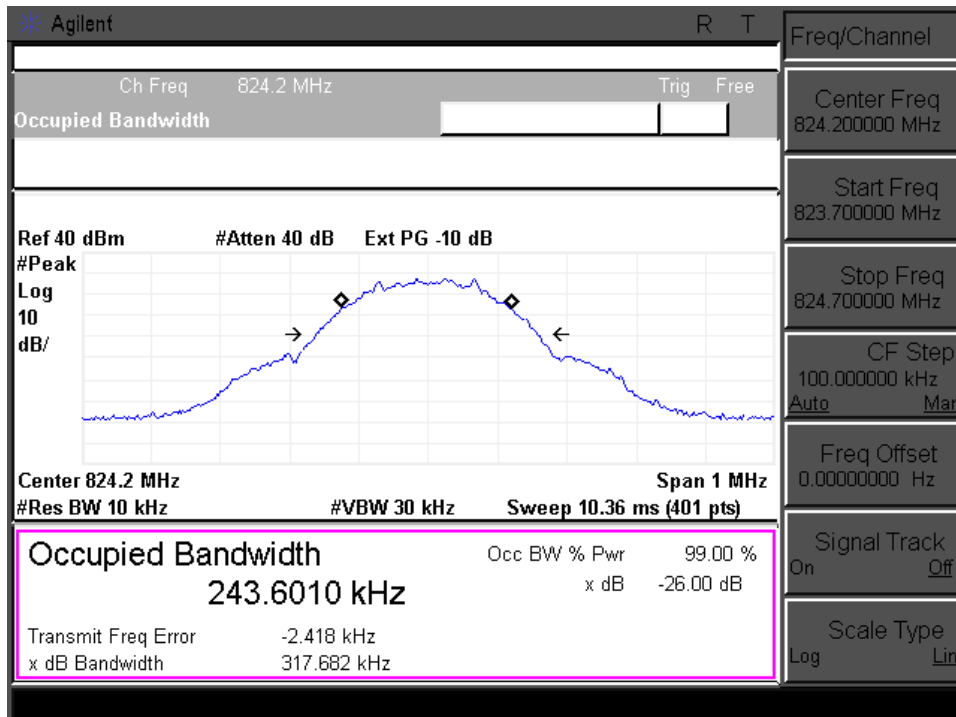 Agilent R T
Ch Freq 824.2 MHz Trig Free
Occupied Bandwidth
Ref 40 dBm #Atten 40 dB Ext PG -10 dB
#Peak
Log
10
dB/
Center 824.2 MHz Span 1 MHz
#Res BW 10 kHz #VBW 30 kHz Sweep 10.36 ms (401 pts)
Occupied Bandwidth
243.6010 kHz
Occ BW % Pwr 99.00 %
x dB -26.00 dB
Transmit Freq Error -2.418 kHz
x dB Bandwidth 317.682 kHz
Freq/Channel
Center Freq
824.200000 MHz
Start Freq
823.700000 MHz
Stop Freq
824.700000 MHz
CF Step
100.000000 kHz
Auto Man
Freq Offset
0.00000000 Hz
Signal Track
On Off
Scale Type
Log Lin